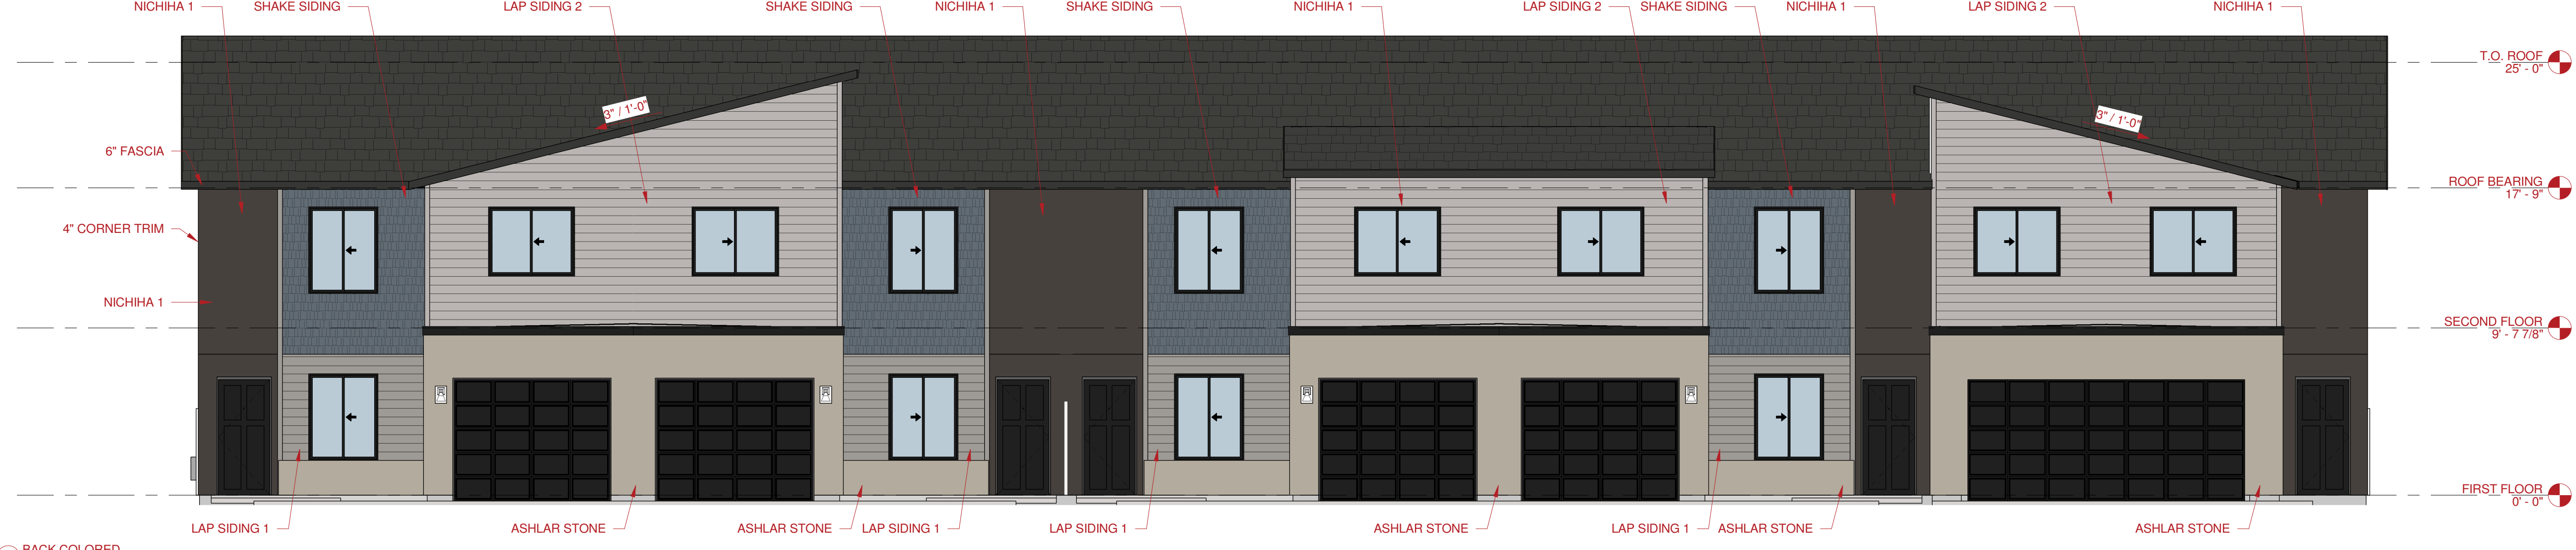 NICHIHA 1
SHAKE SIDING
LAP SIDING 2
SHAKE SIDING
NICHIHA 1
SHAKE SIDING
NICHIHA 1
LAP SIDING 2
SHAKE SIDING
NICHIHA 1
LAP SIDING 2
NICHIHA 1
T.O. ROOF
25' - 0"
3" / 1'-0"
3" / 1'-0"
6" FASCIA
ROOF BEARING
17' - 9"
4" CORNER TRIM
NICHIHA 1
SECOND FLOOR
9' - 7 7/8"
FIRST FLOOR
0' - 0"
LAP SIDING 1
ASHLAR STONE
ASHLAR STONE
LAP SIDING 1
LAP SIDING 1
ASHLAR STONE
LAP SIDING 1
ASHLAR STONE
ASHLAR STONE
BACK COLORED